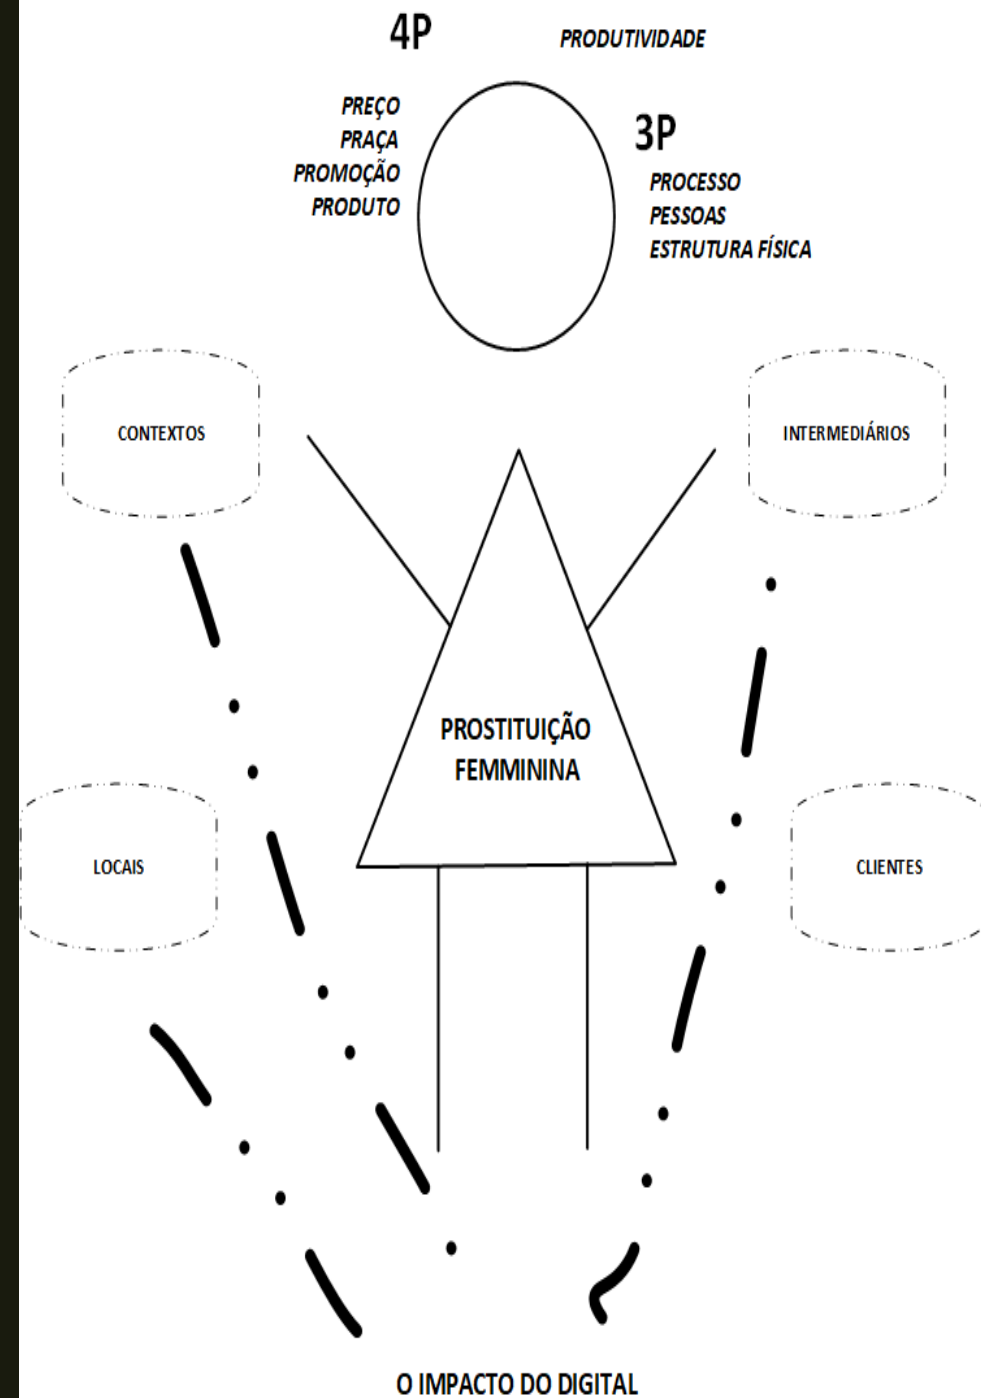 4P
PRODUTIVIDADE
PREÇO
PRAÇA
PROMOÇÃO
PRODUTO
3P
PROCESSO
PESSOAS
ESTRUTURA FÍSICA
CONTEXTOS
INTERMEDIÁRIOS
PROSTITUIÇÃO
FEMMININA
LOCAIS
CLIENTES
O IMPACTO DO DIGITAL